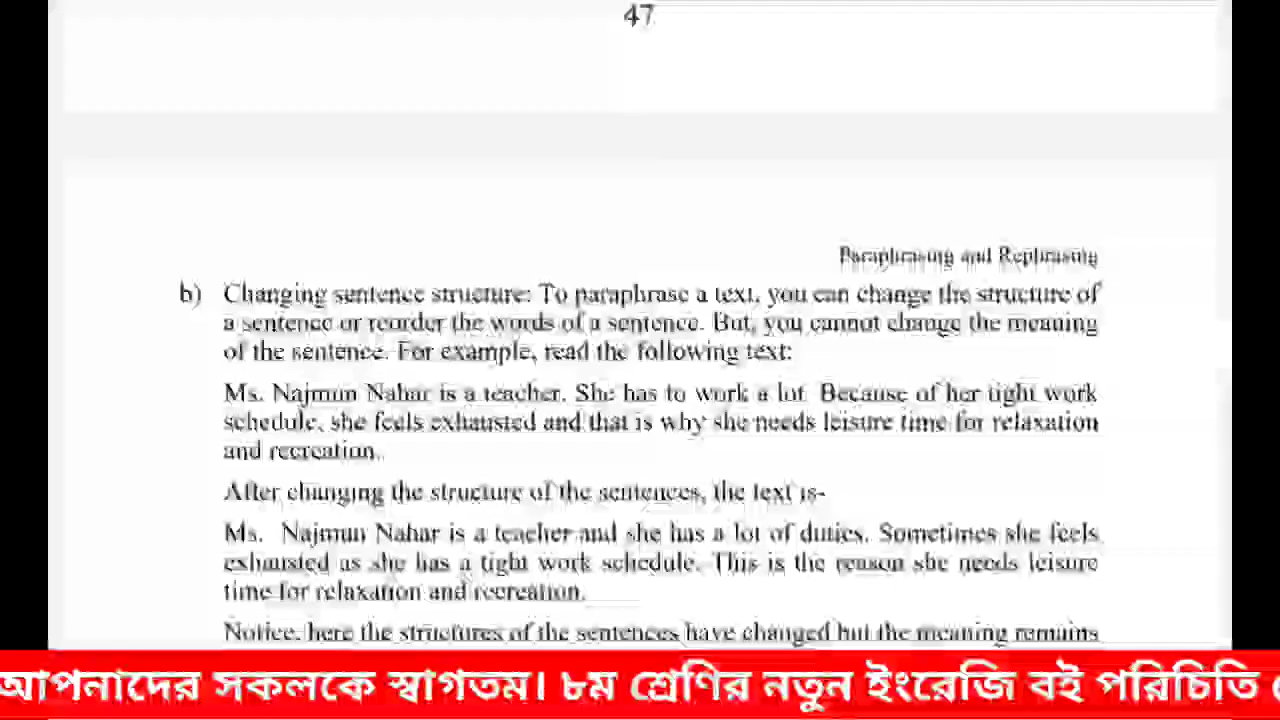 47
Paraphrasing and Rephrasing
b) Changing sentence structure: To paraphrase a text, you can change the structure of
a sentence or reorder the words of a sentence. But, you cannot change the meaning
of the sentence. For example, read the following text:
Ms. Najmun Nahar is a teacher. She has to work a lot. Because of her tight work
schedule, she feels exhausted and that is why she needs leisure time for relaxation
and recreation.
After changing the structure of the sentences, the text is-
Ms. Najmun Nahar is a teacher and she has a lot of duties. Sometimes she feels
exhausted as she has a tight work schedule. This is the reason she needs leisure
time for relaxation and recreation.
Notice, here the structures of the sentences have changed but the meaning remains
আপনাদের সকলকে স্বাগতম। ৮ম শ্রেণির নতুন ইংরেজি বই পরিচিতি